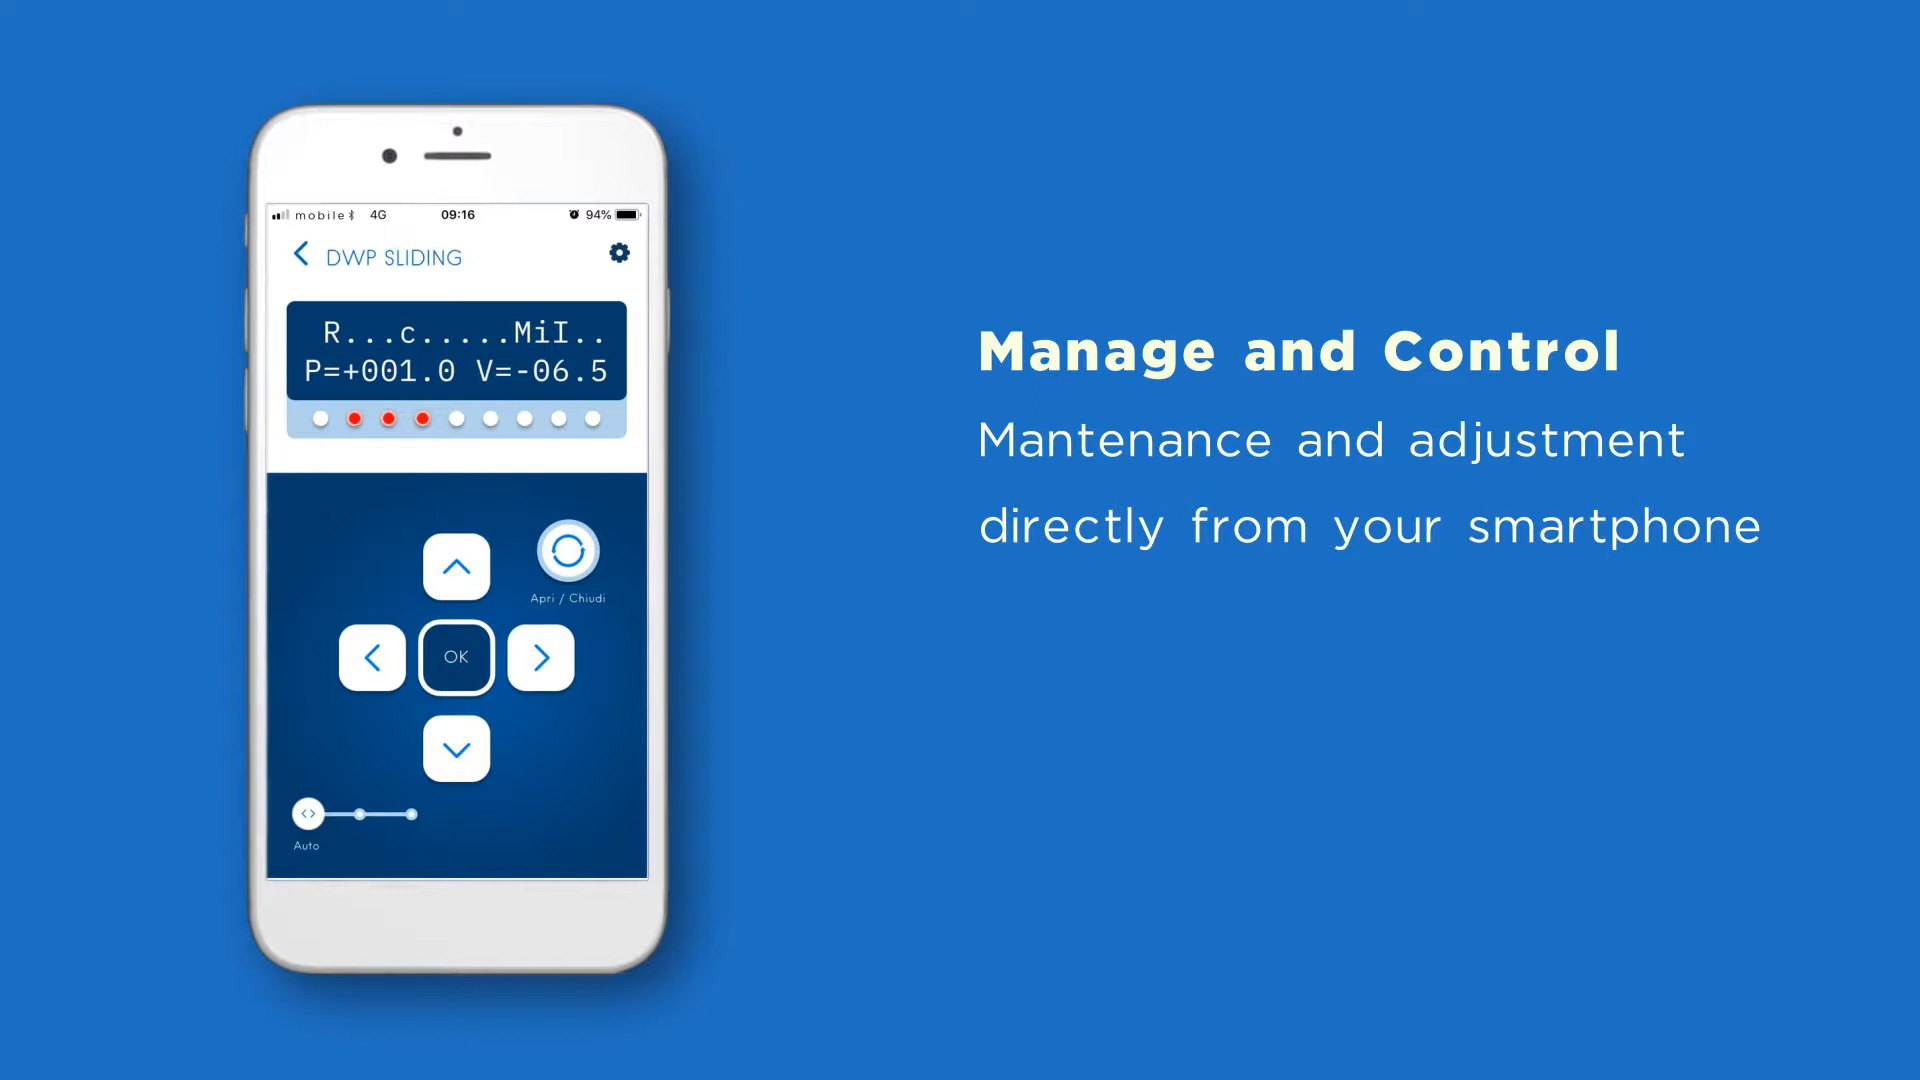 mobile 4G 09:16 94%
DWP SLIDING
R...c.....MiI..
P=+001.0 V=-06.5
Apri / Chiudi
OK
Auto
Manage and Control
Mantenance and adjustment
directly from your smartphone